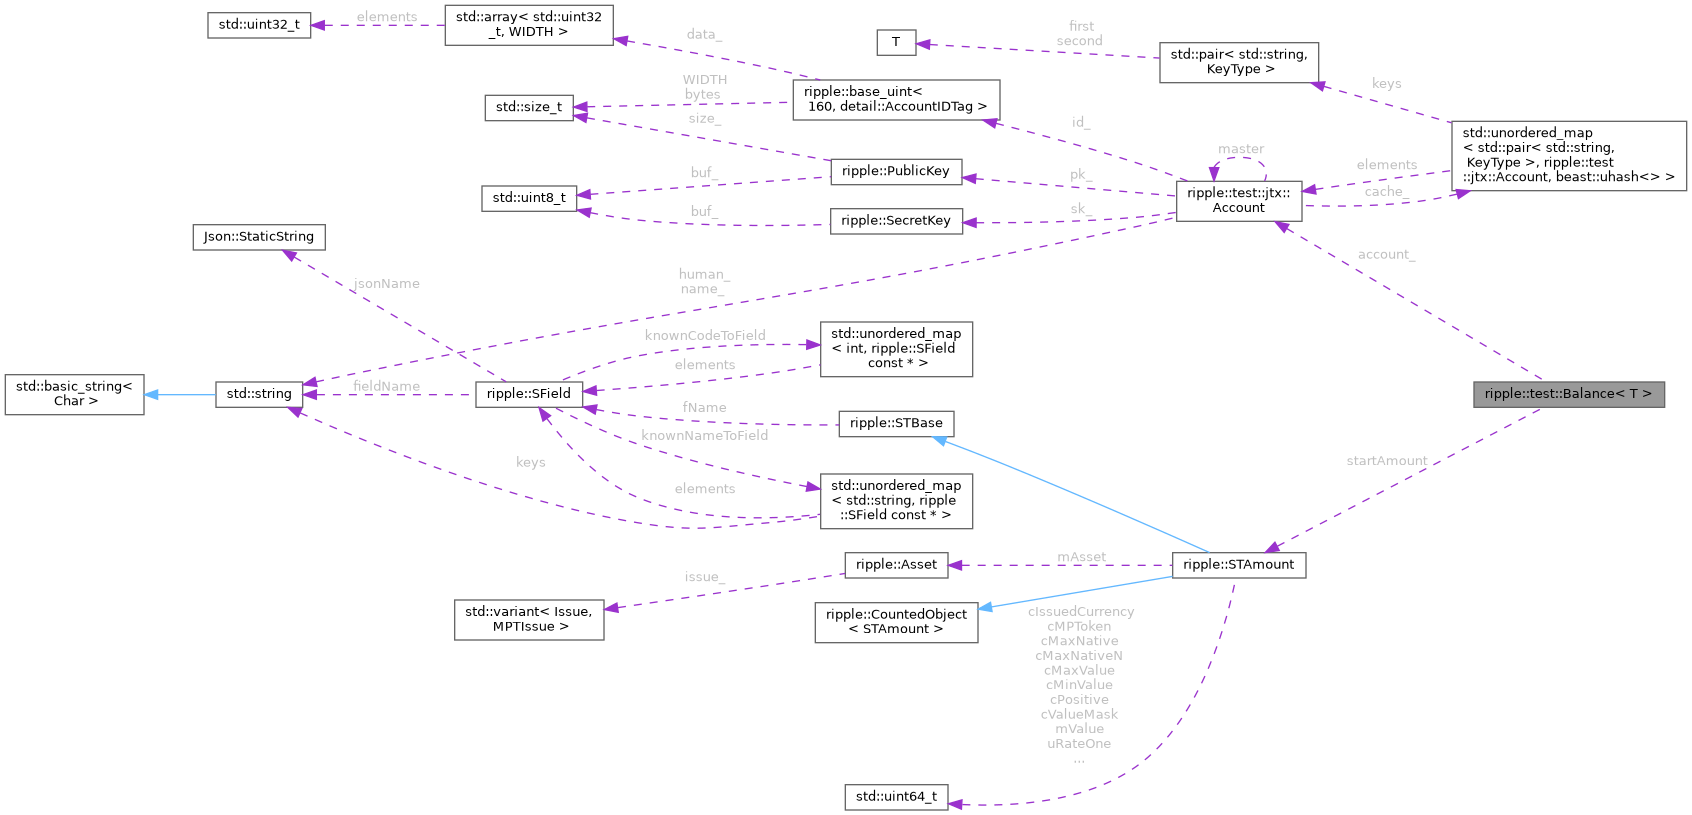 std::uint32_t
elements
std::array< std::uint32
_t, WIDTH >
data_
T
first
second
std::pair< std::string,
KeyType >
keys
std::size_t
WIDTH
bytes
size_
ripple::base_uint<
160, detail::AccountIDTag >
id_
std::unordered_map
< std::pair< std::string,
KeyType >, ripple::test
::jtx::Account, beast::uhash<> >
master
elements
cache_
std::uint8_t
buf_
buf_
ripple::PublicKey
ripple::SecretKey
pk_
sk_
ripple::test::jtx::
Account
Json::StaticString
jsonName
human_
name_
account_
knownCodeToField
elements
std::unordered_map
< int, ripple::SField
const * >
std::basic_string<
Char >
std::string
fieldName
ripple::SField
fName
ripple::STBase
ripple::test::Balance< T >
knownNameToField
keys
elements
std::unordered_map
< std::string, ripple
::SField const * >
startAmount
ripple::Asset
mAsset
ripple::STAmount
issue_
std::variant< Issue,
MPTIssue >
ripple::CountedObject
< STAmount >
cIssuedCurrency
cMPToken
cMaxNative
cMaxNativeN
cMaxValue
cMinValue
cPositive
cValueMask
mValue
uRateOne
...
std::uint64_t